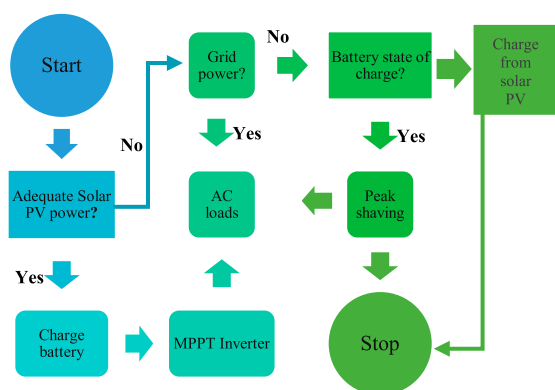 Start
Grid
power?
No
Battery state of
charge?
Charge
from
solar
PV
No
Yes
Yes
Adequate Solar
PV power?
AC
loads
Peak
shaving
Yes
Charge
battery
MPPT Inverter
Stop